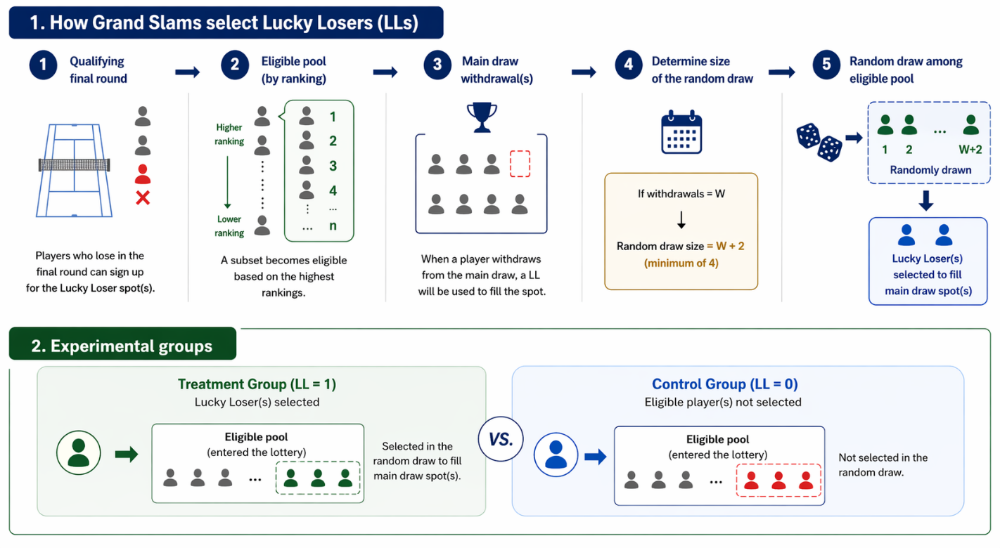 1. How Grand Slams select Lucky Losers (LLs)
1
Qualifying
final round
2
Eligible pool
(by ranking)
3
Main draw
withdrawal(s)
4
Determine size
of the random draw
5
Random draw among
eligible pool
Higher
ranking
Lower
ranking
1
2
3
4
...
... n
Players who lose in the
final round can sign up
for the Lucky Loser spot(s).
A subset becomes eligible
based on the highest
rankings.
When a player withdraws
from the main draw, a LL
will be used to fill the spot.
If withdrawals = W
Random draw size = W + 2
(minimum of 4)
...
1 2 W+2
Randomly drawn
Lucky Loser(s)
selected to fill
main draw spot(s)
2. Experimental groups
Treatment Group (LL = 1)
Lucky Loser(s) selected
Eligible pool
(entered the lottery)
...
Selected in the
random draw to fill
main draw spot(s).
VS.
Control Group (LL = 0)
Eligible player(s) not selected
Eligible pool
(entered the lottery)
...
Not selected in the
random draw.